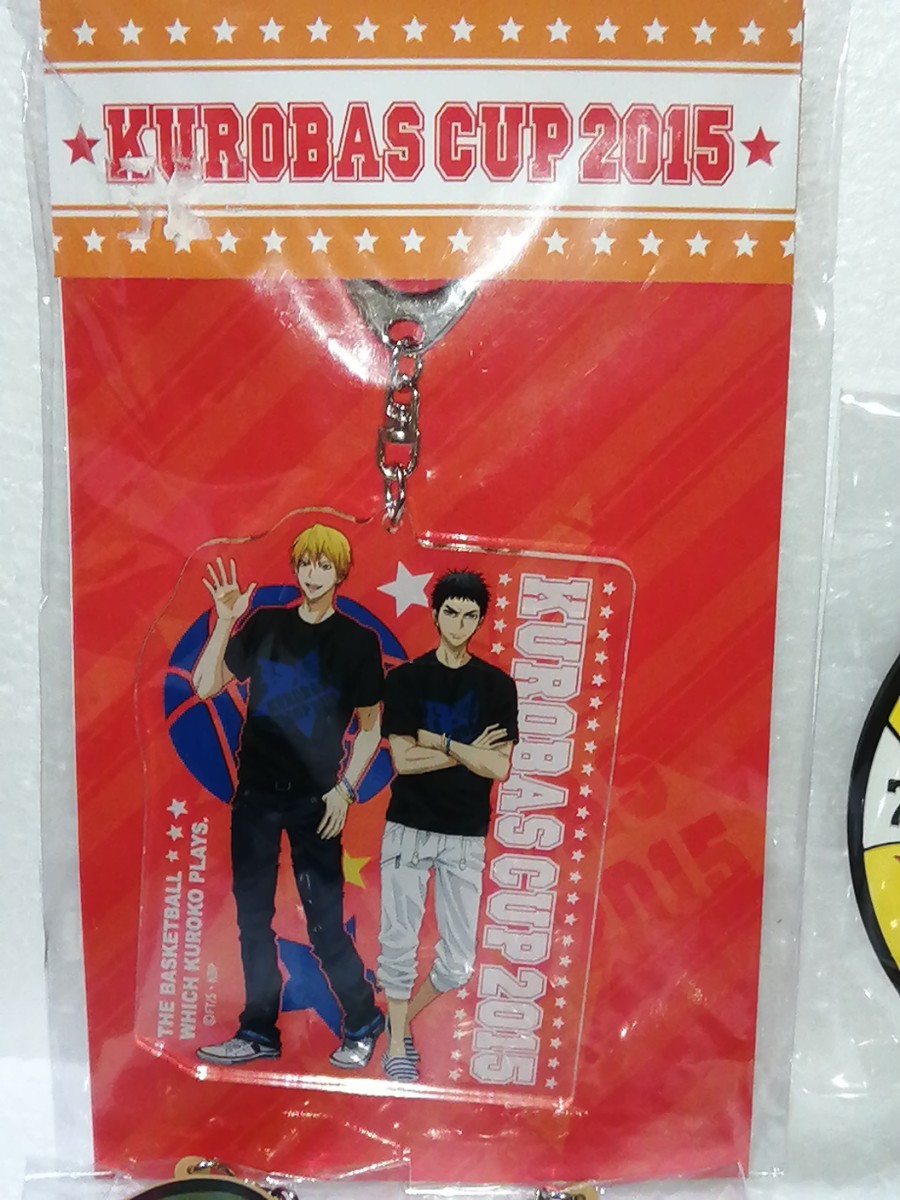 KUROBAS CUP 2015
KUROBAS CUP 2015
THE BASKETBALL
WHICH KUROKO PLAYS.
2015